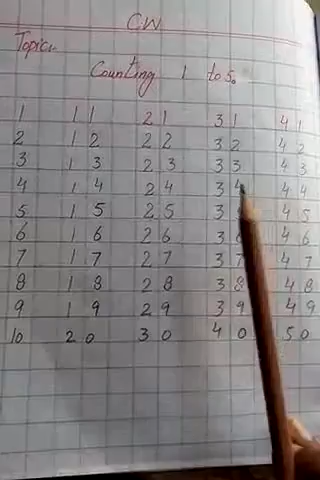 CW
Topic:
Counting 1 to 50
1 11 21 31 41
2 12 22 32 42
3 13 23 33 43
4 14 24 34 44
5 15 25 3 45
6 16 26 36 46
7 17 27 37 47
8 18 28 38 48
9 19 29 39 49
10 20 30 40 50